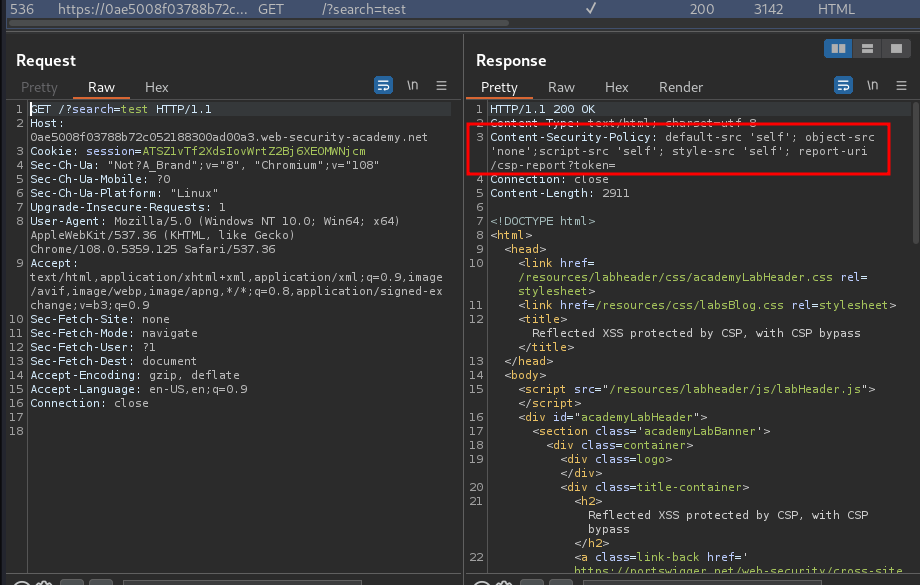 536 https://0ae5008f03788b72c... GET /?search=test ✓ 200 3142 HTML
Request
Pretty Raw Hex
\n
1 GET /?search=test HTTP/1.1
2 Host:
0ae5008f03788b72c052188300ad00a3.web-security-academy.net
3 Cookie: session=ATSZlvTf2XdsIovWrtZ2Bj6XEOMWNjcm
4 Sec-Ch-Ua: "Not?A_Brand";v="8", "Chromium";v="108"
5 Sec-Ch-Ua-Mobile: ?0
6 Sec-Ch-Ua-Platform: "Linux"
7 Upgrade-Insecure-Requests: 1
8 User-Agent: Mozilla/5.0 (Windows NT 10.0; Win64; x64)
AppleWebKit/537.36 (KHTML, like Gecko)
Chrome/108.0.5359.125 Safari/537.36
9 Accept:
text/html,application/xhtml+xml,application/xml;q=0.9,image
/avif,image/webp,image/apng,*/*;q=0.8,application/signed-ex
change;v=b3;q=0.9
10 Sec-Fetch-Site: none
11 Sec-Fetch-Mode: navigate
12 Sec-Fetch-User: ?1
13 Sec-Fetch-Dest: document
14 Accept-Encoding: gzip, deflate
15 Accept-Language: en-US,en;q=0.9
16 Connection: close
17
18
Response
Pretty Raw Hex Render
\n
1 HTTP/1.1 200 OK
2 Content-Type: text/html; charset=utf-8
3 Content-Security-Policy: default-src 'self'; object-src
'none';script-src 'self'; style-src 'self'; report-uri
/csp-report?token=
4 Connection: close
5 Content-Length: 2911
6
7 <!DOCTYPE html>
8 <html>
9 <head>
10 <link href=
/resources/labheader/css/academyLabHeader.css rel=
stylesheet>
11 <link href=/resources/css/labsBlog.css rel=stylesheet>
12 <title>
Reflected XSS protected by CSP, with CSP bypass
</title>
13 </head>
14 <body>
15 <script src="/resources/labheader/js/labHeader.js">
</script>
16 <div id="academyLabHeader">
17 <section class='academyLabBanner'>
18 <div class=container>
19 <div class=logo>
</div>
20 <div class=title-container>
21 <h2>
Reflected XSS protected by CSP, with CSP
bypass
</h2>
22 <a class=link-back href='
https://portswigger.net/web-security/cross-site